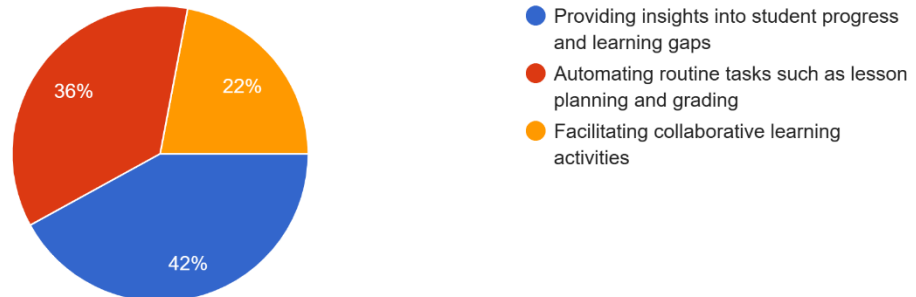 36%
22%
42%
Providing insights into student progress
and learning gaps
Automating routine tasks such as lesson
planning and grading
Facilitating collaborative learning
activities